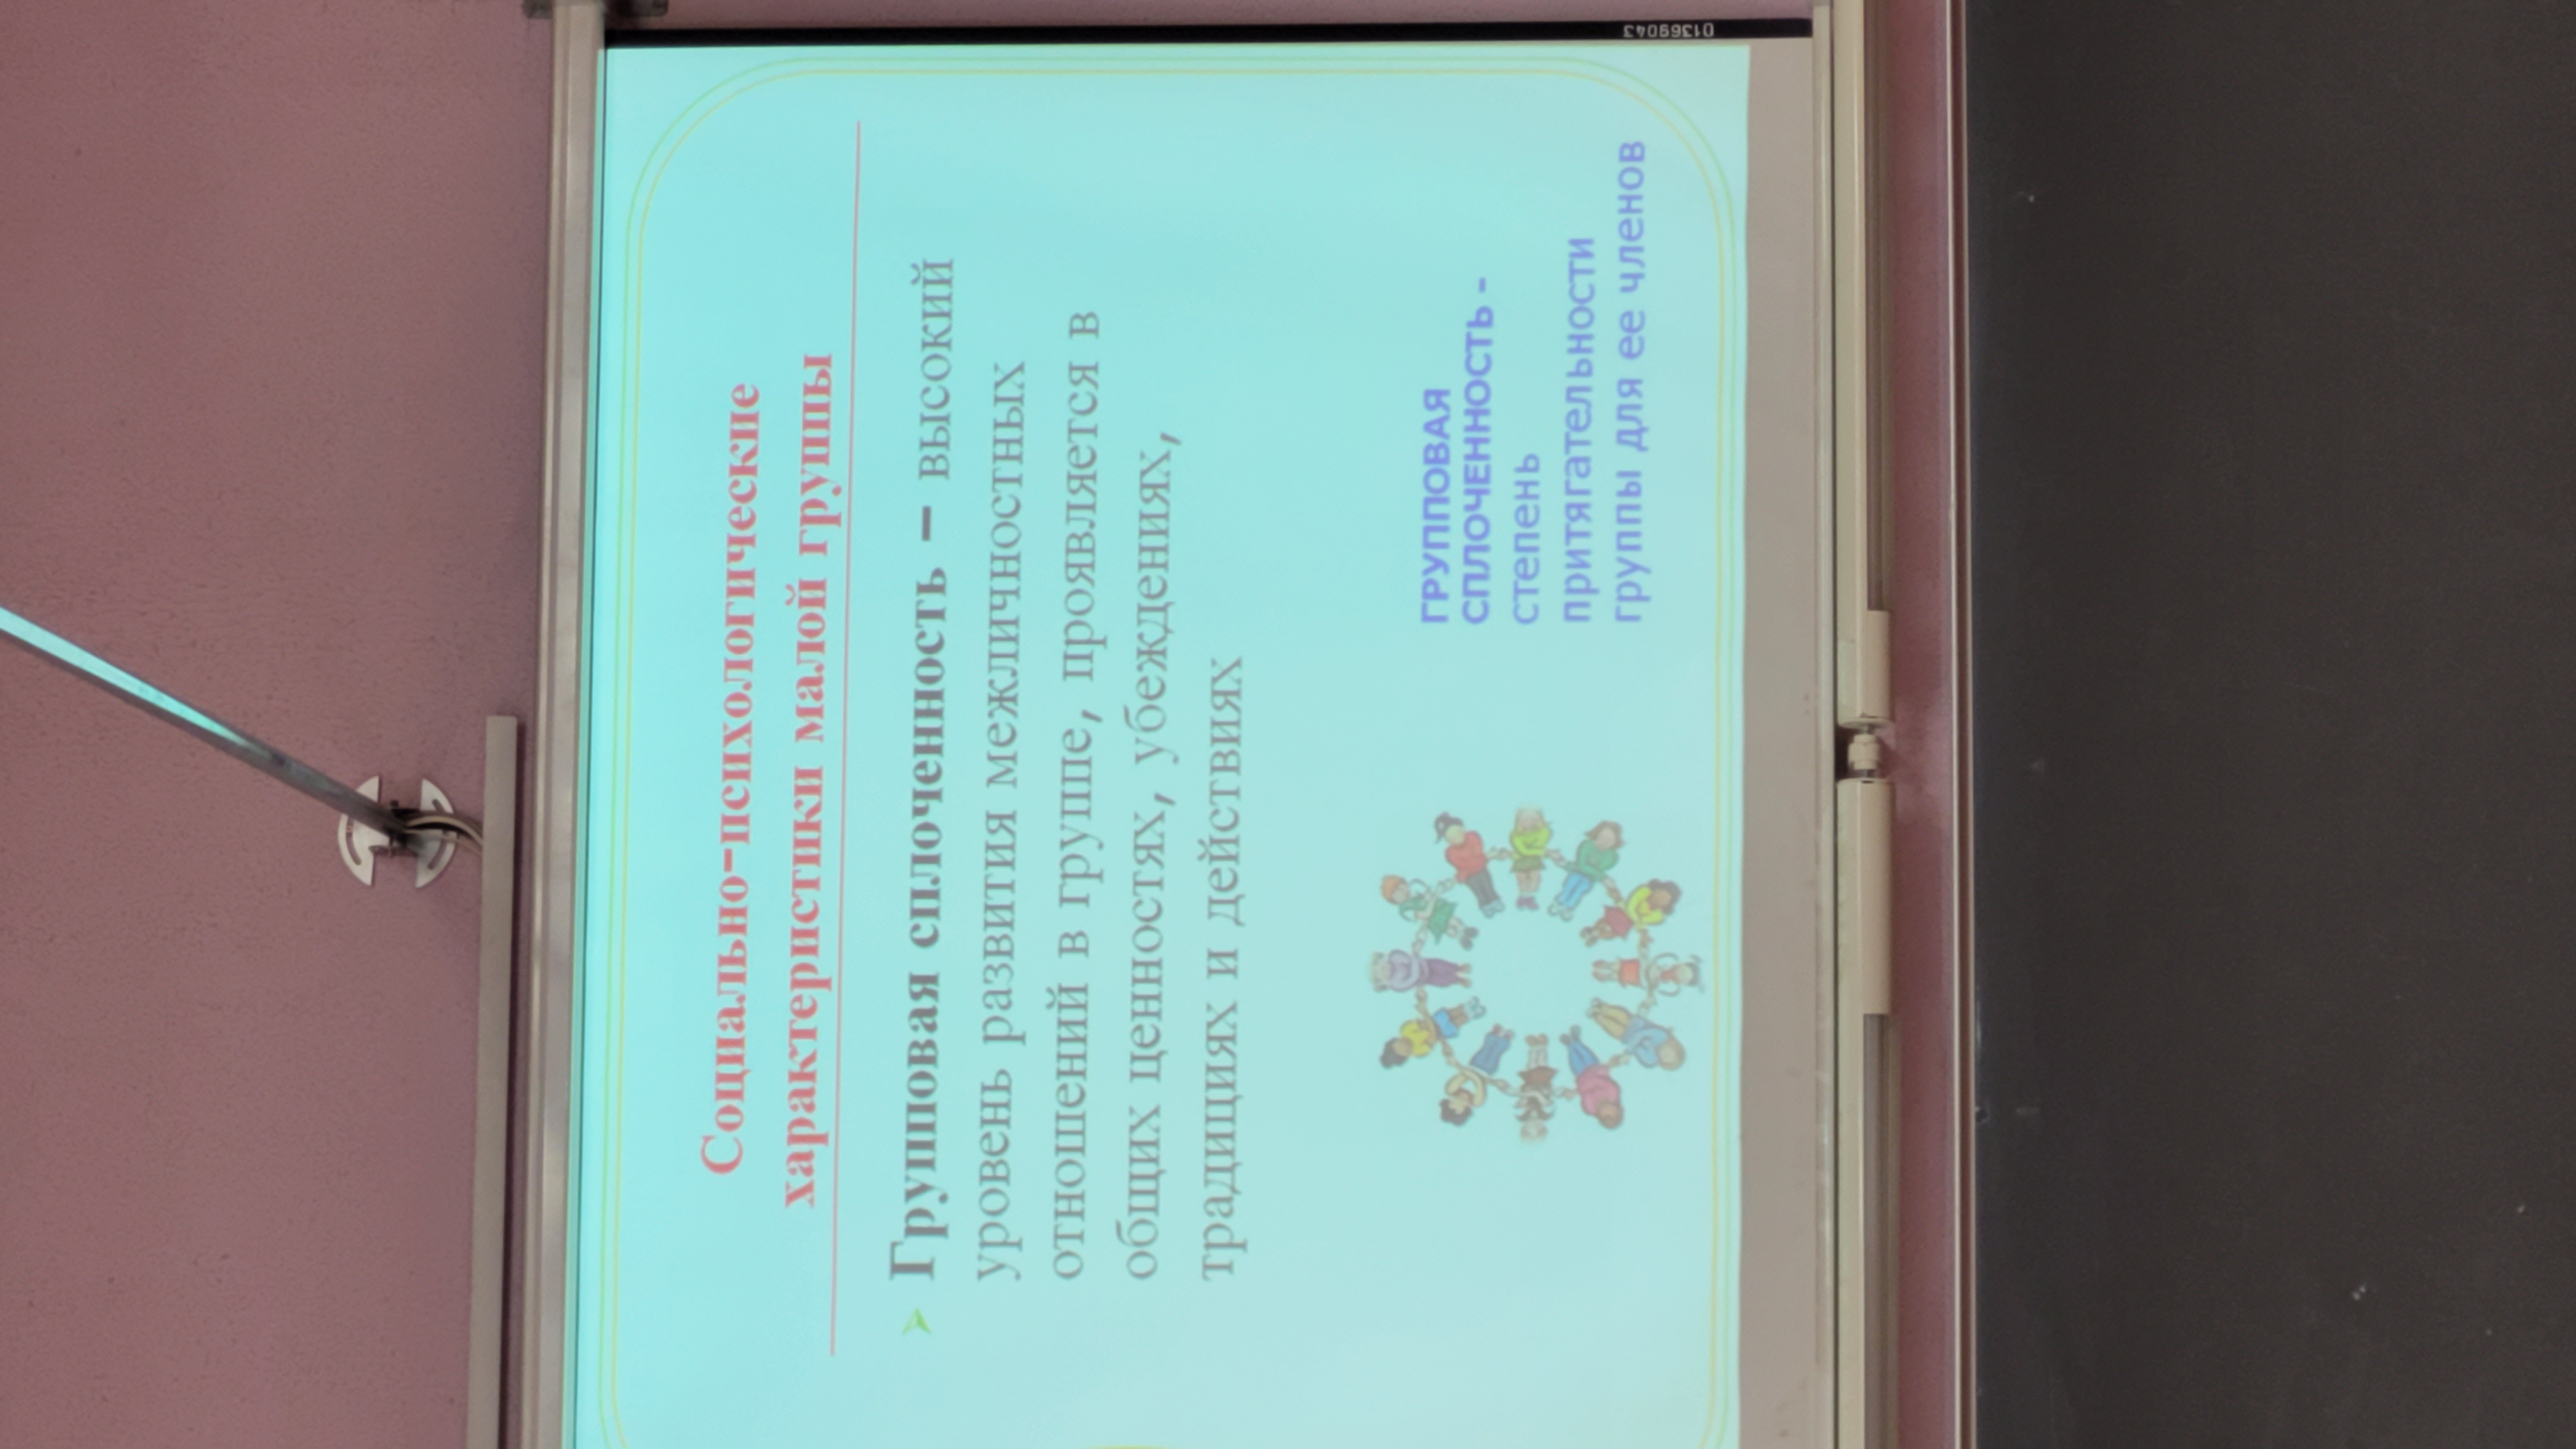 Социально-психологические
характеристики малой группы
Групповая сплоченность – высокий
уровень развития межличностных
отношений в группе, проявляется в
общих ценностях, убеждениях,
традициях и действиях
ГРУППОВАЯ
СПЛОЧЕННОСТЬ -
степень
притягательности
группы для ее членов
01369043